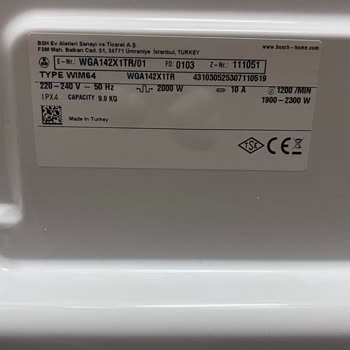 BSH Ev Aletleri Sanayi ve Ticaret A.Ş
FSM Mah. Balkan Cad. 51, 34771 Ümraniye İstanbul, TURKEY
www.bosch-home.com
E-Nr.: WGA142X1TR/01 FD: 0103 Z-Nr.: 111051
TYPE WIM64 WGA142X1TR 431030525307110519
220-240 V ~ 50 Hz 2000 W 10 A 1200 /MIN
IPX4 CAPACITY 9.0 KG 1900-2300 W
Made in Turkey
TSE
CE